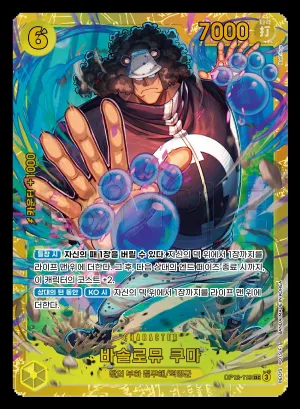 6
7000
타
카운터 +1000
등장 시 자신의 패 1장을 버릴 수 있다: 자신의 덱 위에서 1장까지를
라이프 맨 위에 더한다. 그 후, 다음 상대의 엔드 페이즈 종료 시까지,
이 캐릭터의 코스트 +2.
상대의 턴 동안 KO 시 자신의 덱 위에서 1장까지를 라이프 맨 위에
더한다.
CHARACTER
바솔로뮤 쿠마
OP12-119